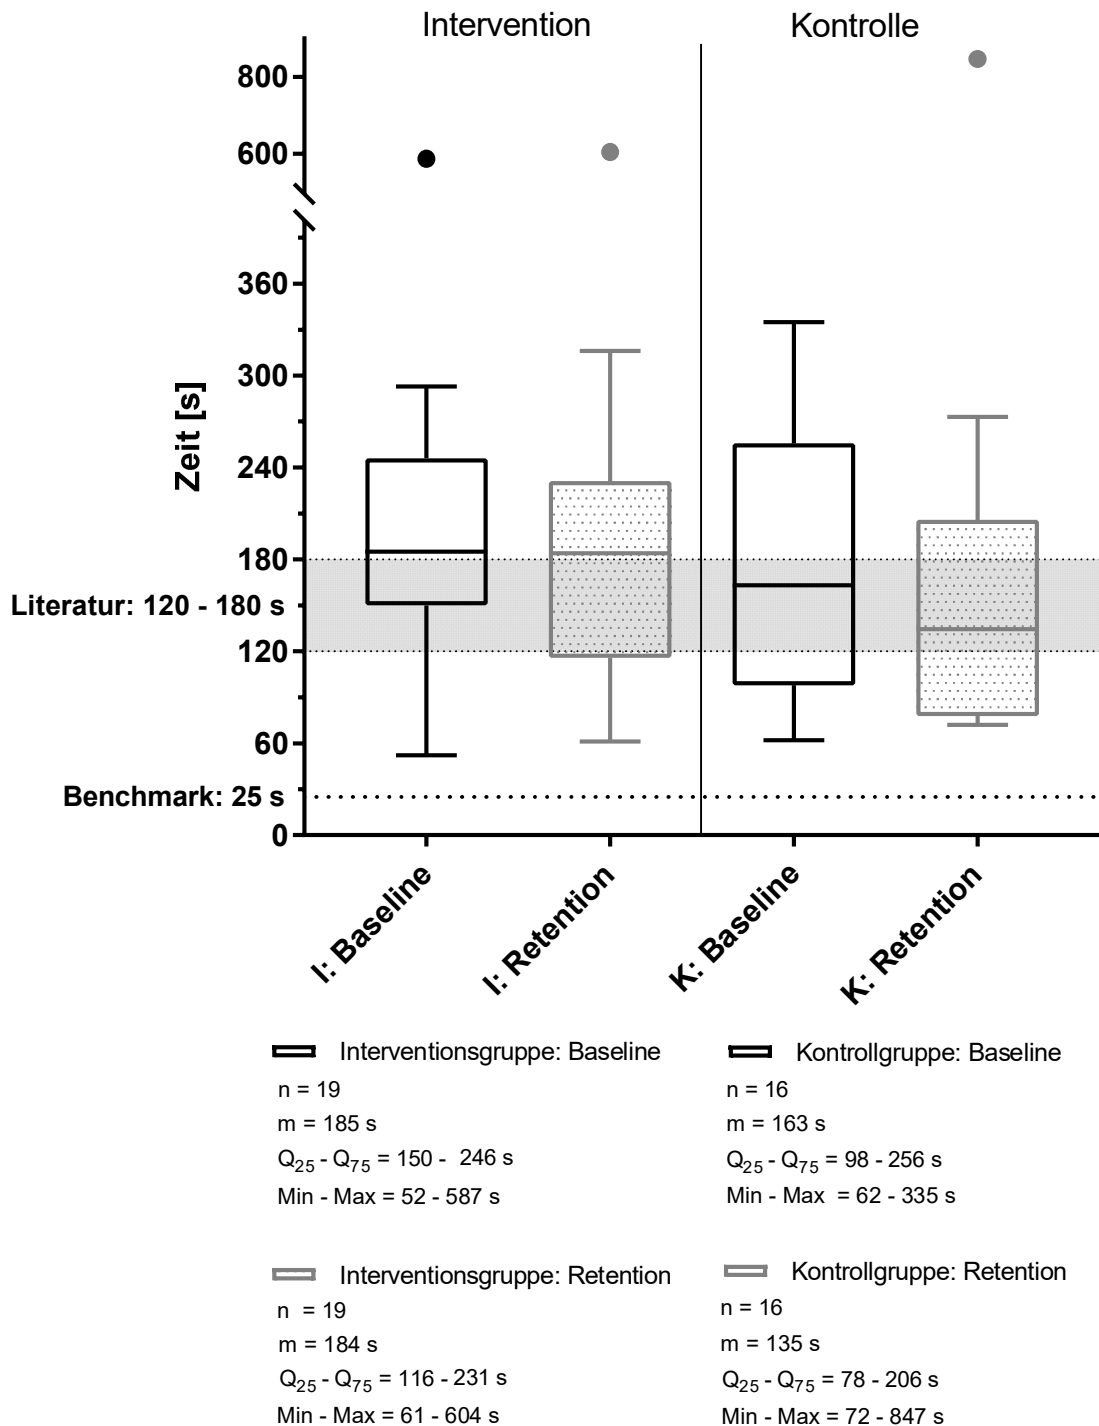 Intervention
Kontrolle
800
600
360
300
240
180
120
60
0
Zeit [s]
Literatur: 120 - 180 s
Benchmark: 25 s
I: Baseline
I: Retention
K: Baseline
K: Retention
Interventionsgruppe: Baseline
n = 19
m = 185 s
Q25 - Q75 = 150 - 246 s
Min - Max = 52 - 587 s
Kontrollgruppe: Baseline
n = 16
m = 163 s
Q25 - Q75 = 98 - 256 s
Min - Max = 62 - 335 s
Interventionsgruppe: Retention
n = 19
m = 184 s
Q25 - Q75 = 116 - 231 s
Min - Max = 61 - 604 s
Kontrollgruppe: Retention
n = 16
m = 135 s
Q25 - Q75 = 78 - 206 s
Min - Max = 72 - 847 s